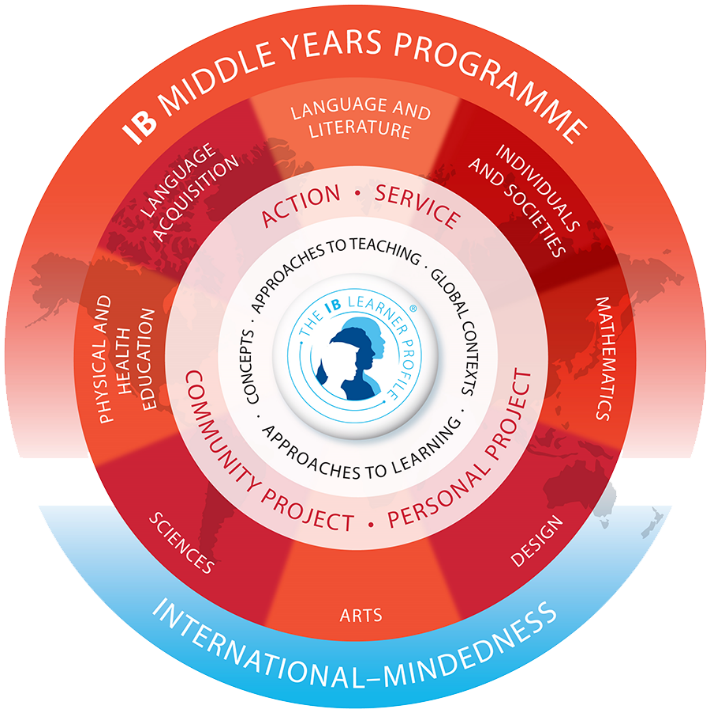 IB MIDDLE YEARS PROGRAMME
LANGUAGE AND
LITERATURE
INDIVIDUALS
AND SOCIETIES
MATHEMATICS
DESIGN
ARTS
SCIENCES
PHYSICAL AND
HEALTH
EDUCATION
LANGUAGE
ACQUISITION
ACTION • SERVICE
COMMUNITY PROJECT • PERSONAL PROJECT
APPROACHES TO TEACHING · GLOBAL CONTEXTS ·
APPROACHES TO LEARNING · CONCEPTS ·
• THE IB LEARNER PROFILE • ®
INTERNATIONAL–MINDEDNESS